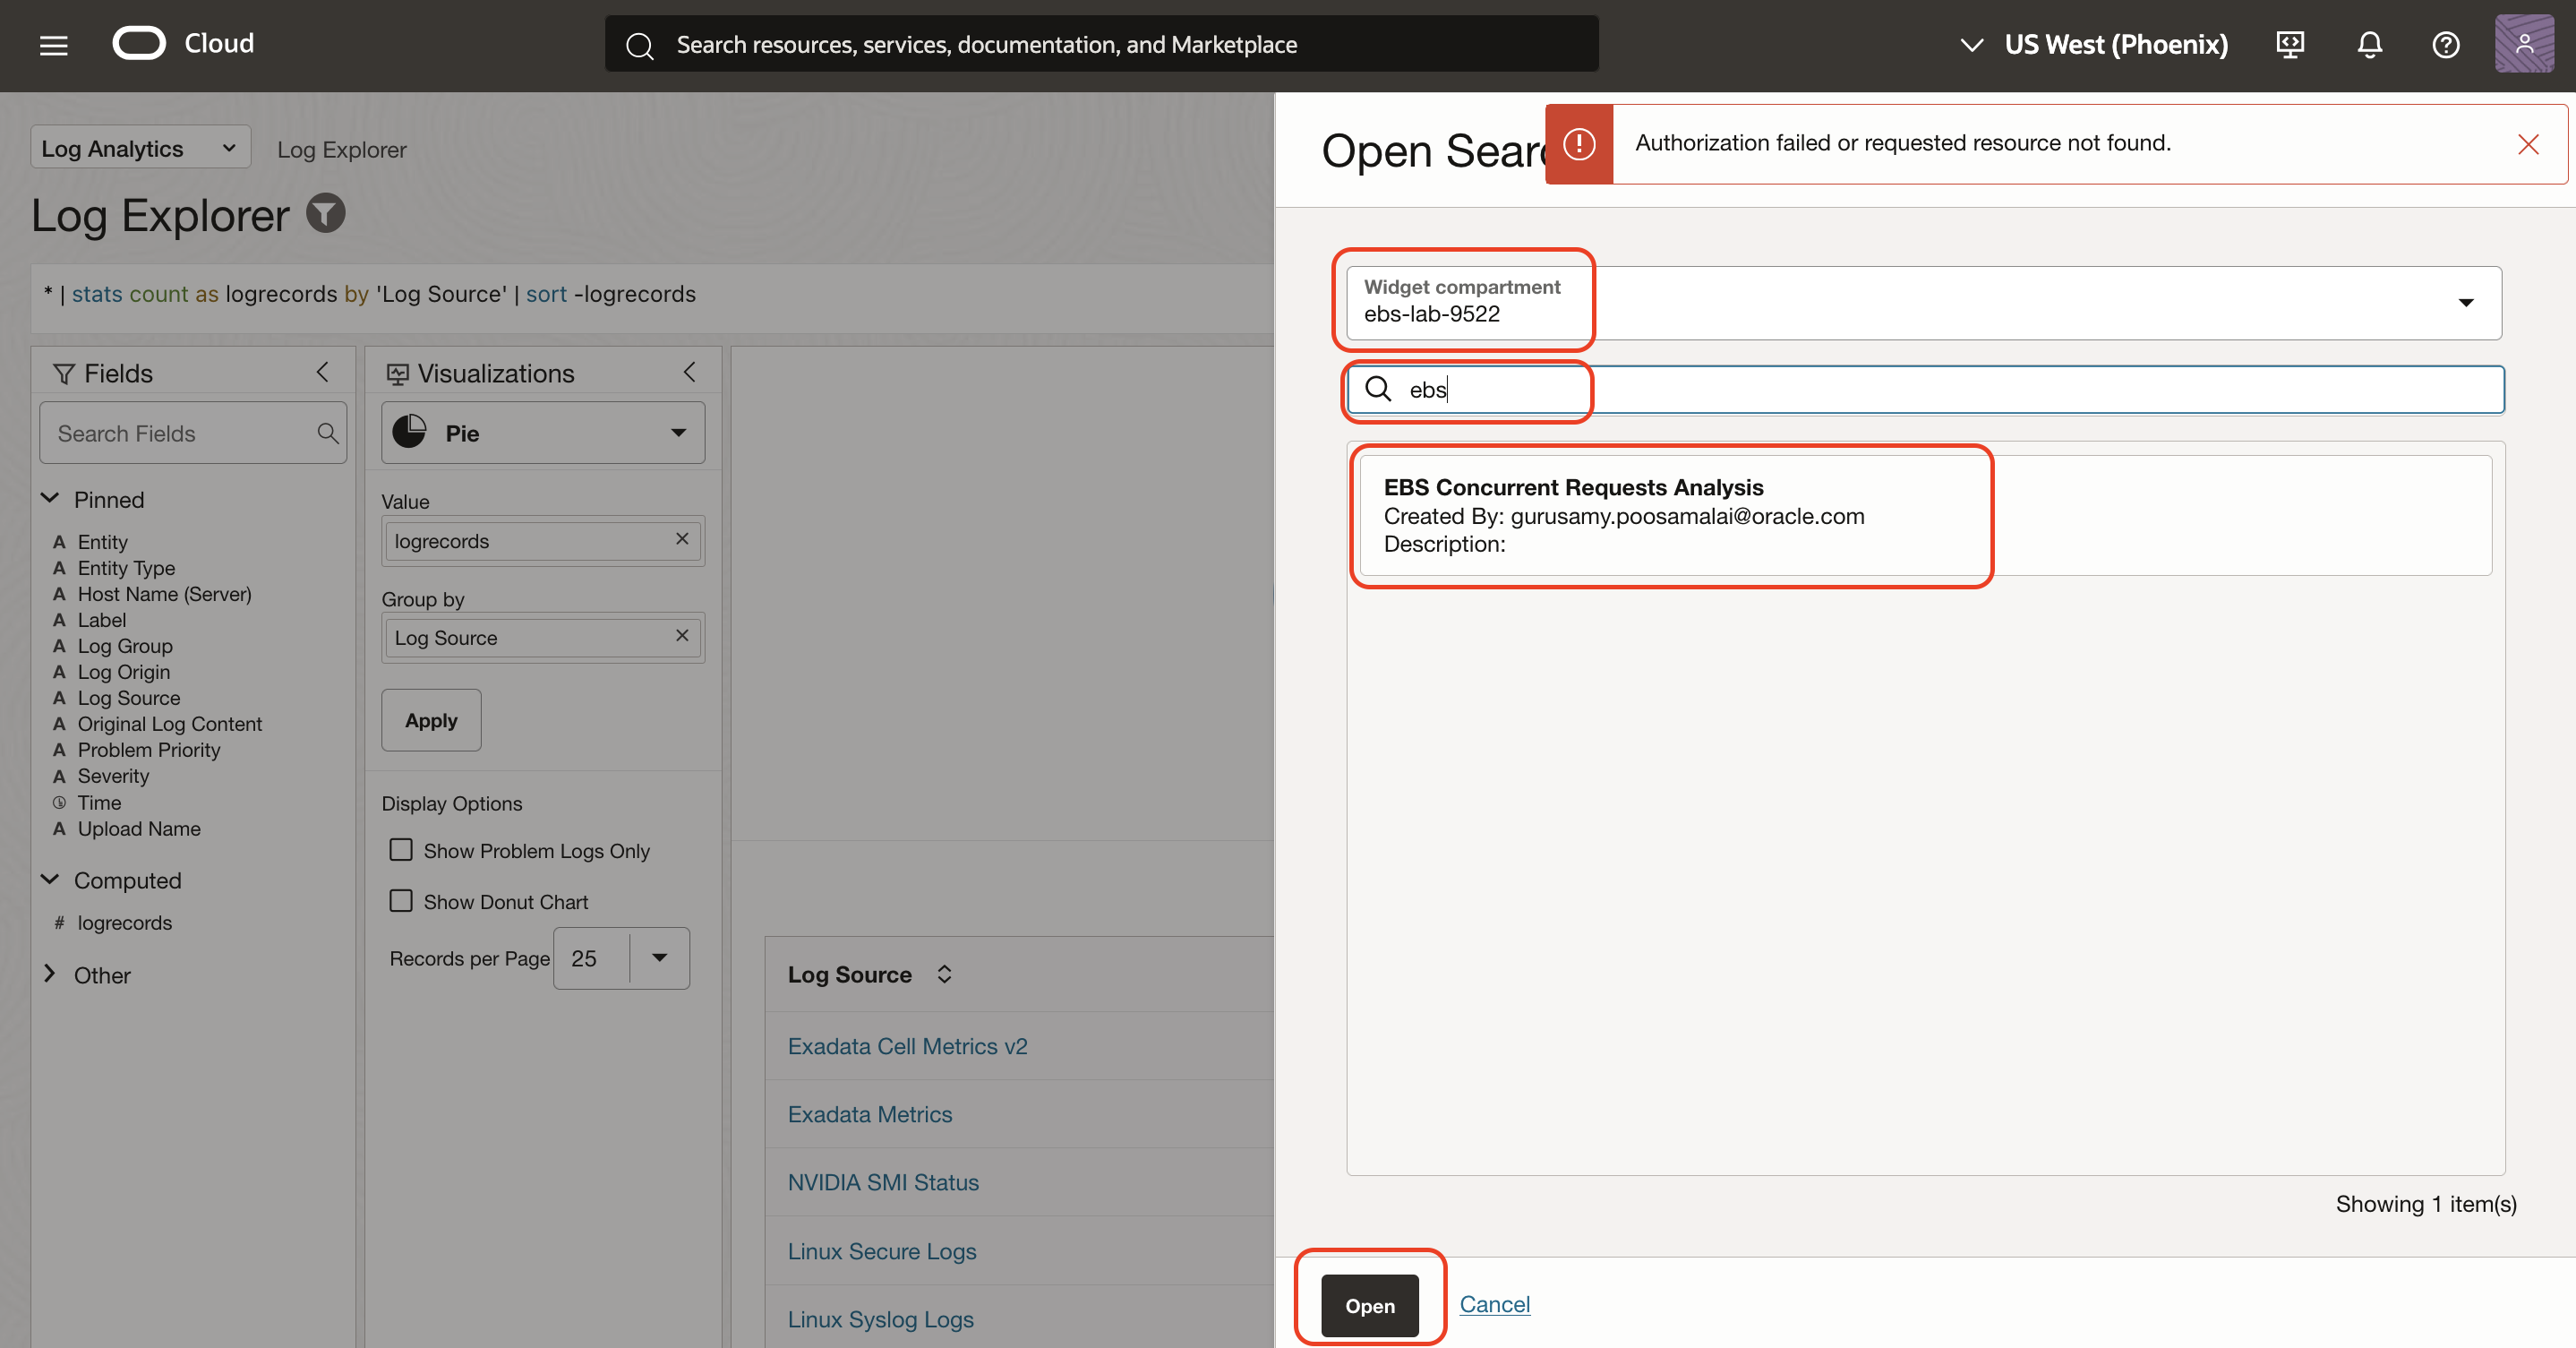 Cloud
Search resources, services, documentation, and Marketplace
US West (Phoenix)
Log Analytics
Log Explorer
Log Explorer
* | stats count as logrecords by 'Log Source' | sort -logrecords
Fields
Search Fields
Pinned
A Entity
A Entity Type
A Host Name (Server)
A Label
A Log Group
A Log Origin
A Log Source
A Original Log Content
A Problem Priority
A Severity
Time
A Upload Name
Computed
# logrecords
Other
Visualizations
Pie
Value
logrecords
Group by
Log Source
Apply
Display Options
Show Problem Logs Only
Show Donut Chart
Records per Page 25
Log Source
Exadata Cell Metrics v2
Exadata Metrics
NVIDIA SMI Status
Linux Secure Logs
Linux Syslog Logs
Open Sear
Authorization failed or requested resource not found.
Widget compartment
ebs-lab-9522
ebs
EBS Concurrent Requests Analysis
Created By: gurusamy.poosamalai@oracle.com
Description:
Showing 1 item(s)
Open
Cancel